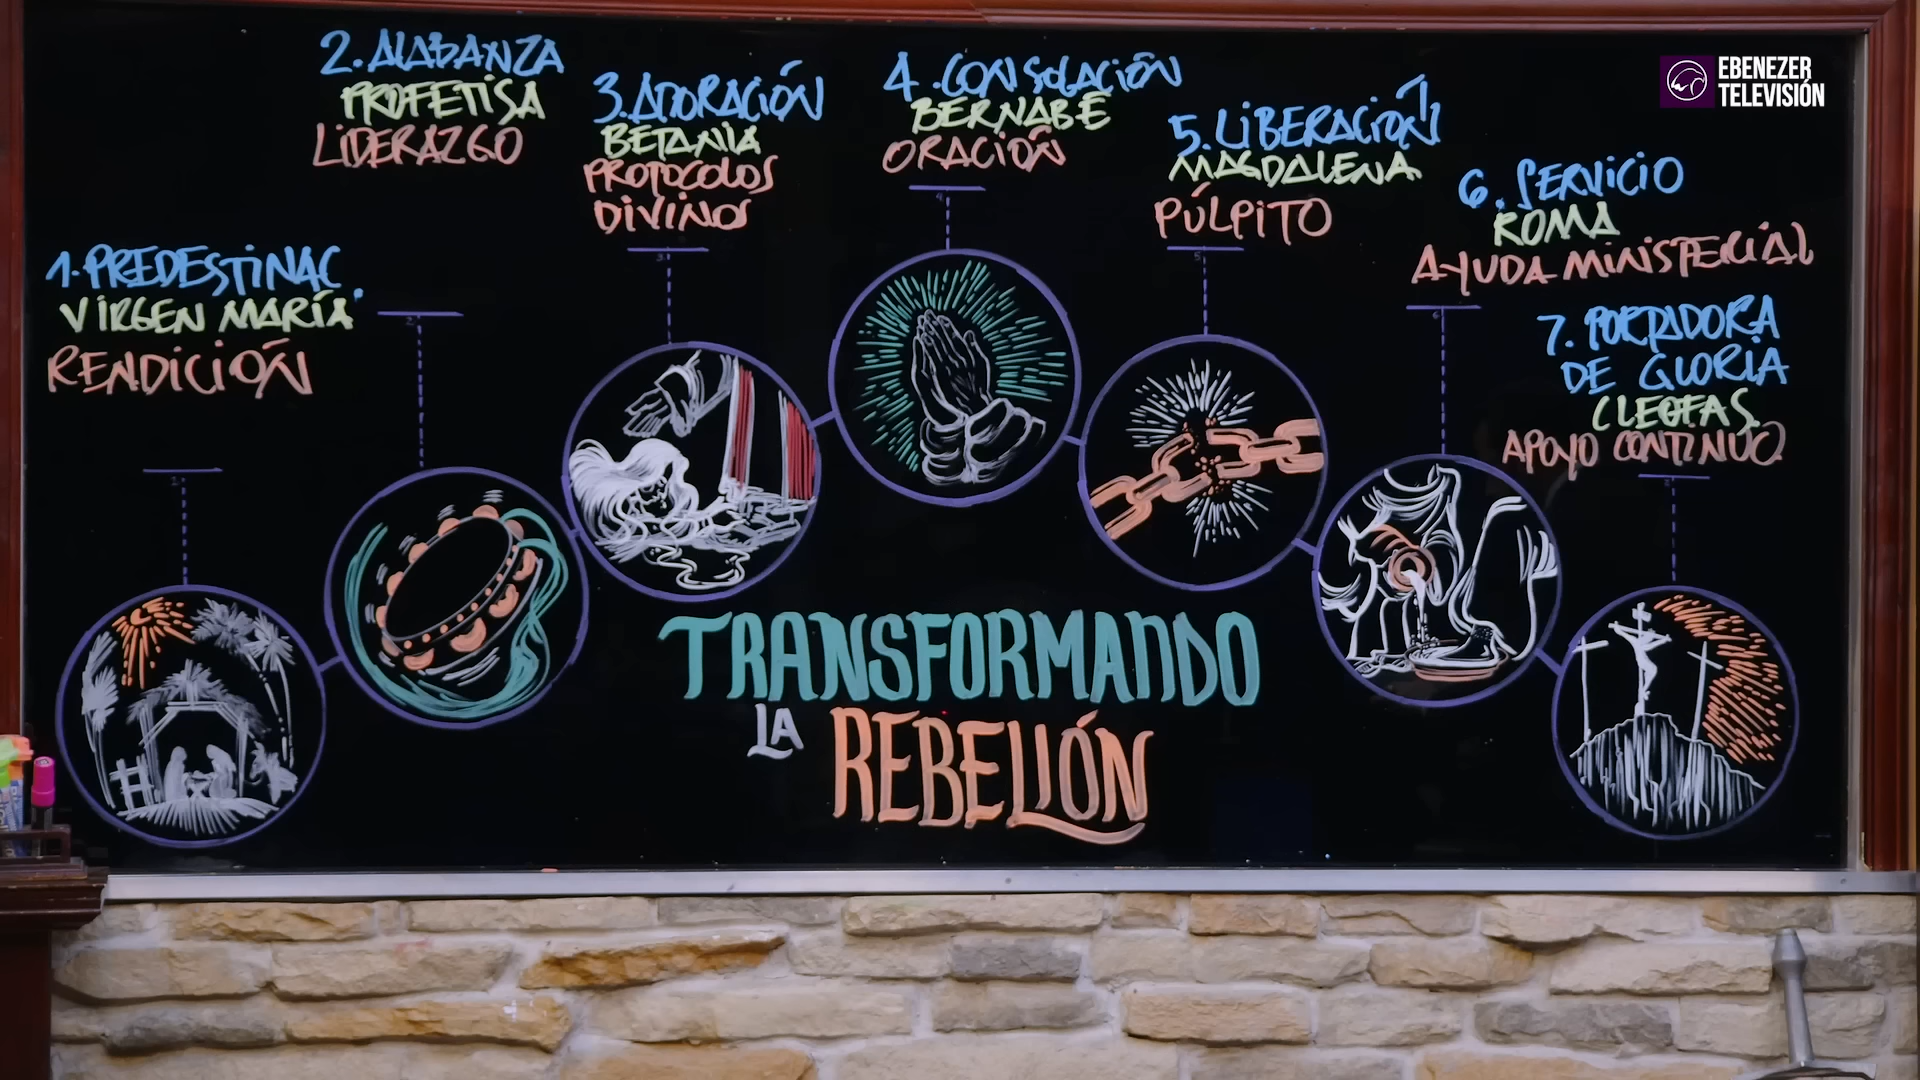 1. PREDESTINAC.
VIRGEN MARÍA
RENDICIÓN
2. ALABANZA
PROFETISA
LIDERAZGO
3. ADORACIÓN
BETANIA
PROTOCOLOS
DIVINOS
4. CONSOLACIÓN
BERNABÉ
ORACIÓN
5. LIBERACIÓN
MAGDALENA
PÚLPITO
6. SERVICIO
ROMA
AYUDA MINISTERIAL
7. PORTADORA
DE GLORIA
CLEOFAS
APOYO CONTINUO
TRANSFORMANDO
LA REBELIÓN
EBENEZER
TELEVISIÓN